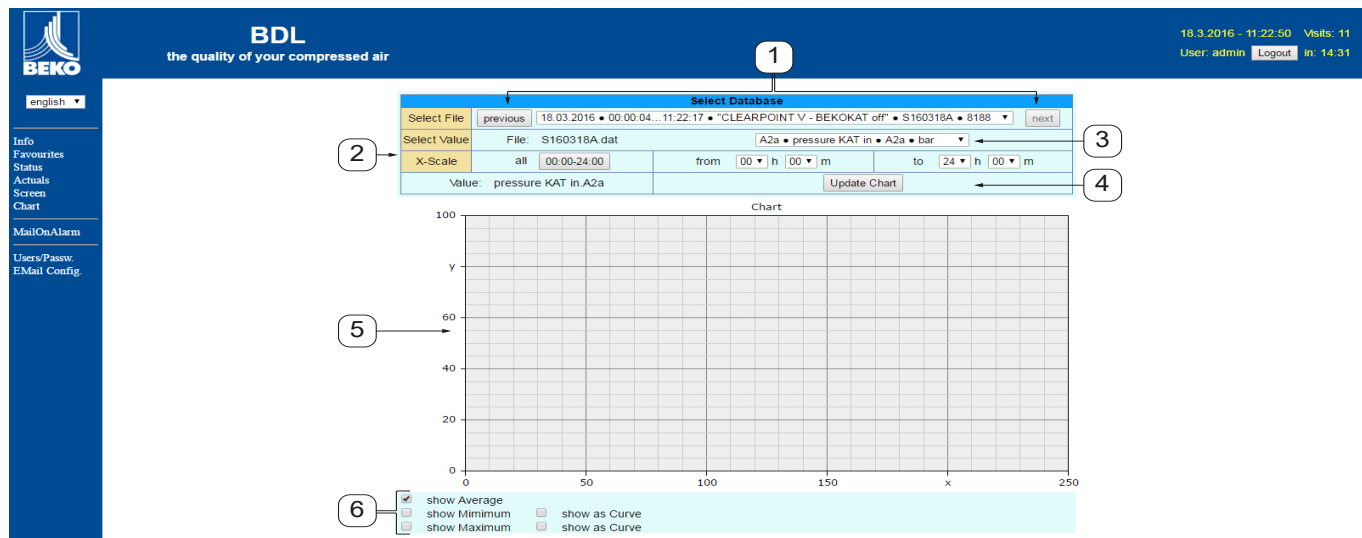 BEKO
BDL
the quality of your compressed air
18.3.2016 - 11:22:50 Visits: 11
User: admin Logout in: 14:31
english
Info
Favourites
Status
Actuals
Screen
Chart
MailOnAlarm
Users/Passw.
EMail Config.
1
Select Database
Select File previous 18.03.2016 ● 00:00:04...11:22:17 ● "CLEARPOINT V - BEKOKAT off" ● S160318A ● 8188 next
Select Value File: S160318A.dat A2a ● pressure KAT in ● A2a ● bar
3
2
X-Scale all 00:00-24:00 from 00 h 00 m to 24 h 00 m
Value: pressure KAT in.A2a Update Chart
4
Chart
100
y
60
5
40
20
0
0 50 100 150 x 250
6
show Average
show Mimimum show as Curve
show Maximum show as Curve